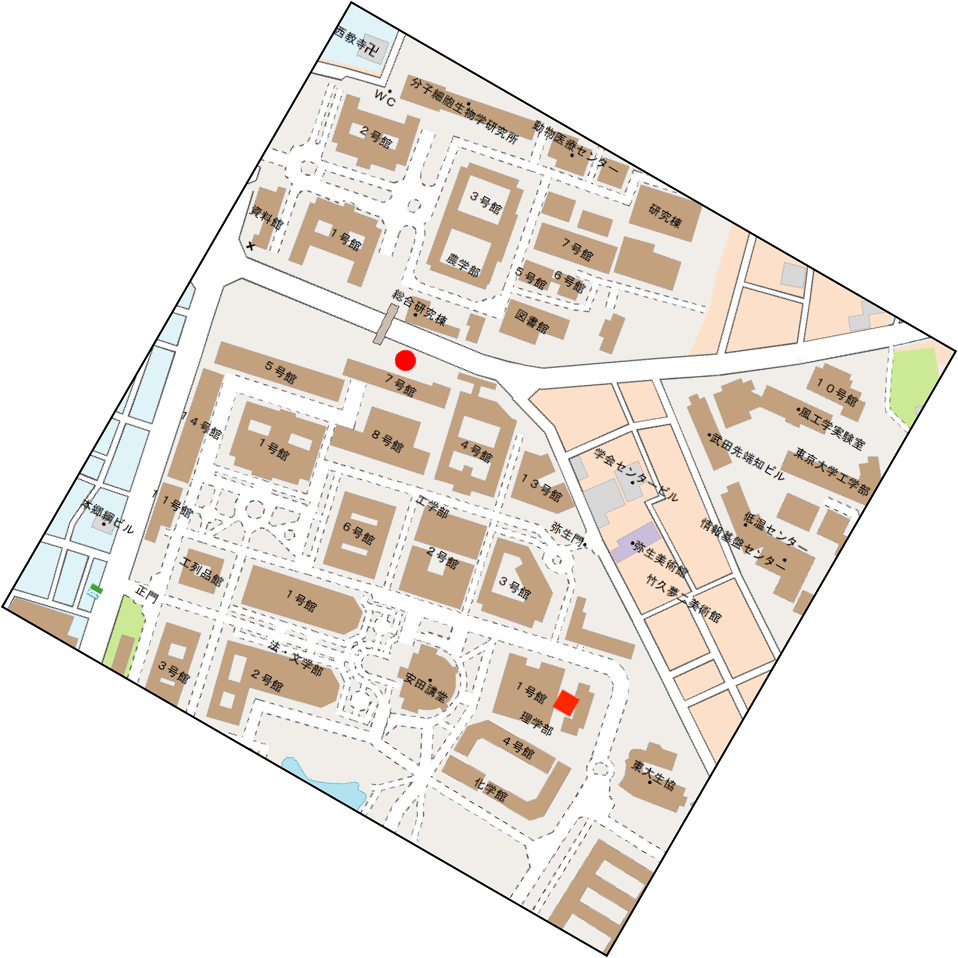 西教寺
WC
分子細胞生物学研究所
動物医療センター
2号館
3号館
研究棟
資料館
1号館
7号館
農学部
5号館
6号館
総合研究棟
図書館
5号館
7号館
10号館
風工学実験室
14号館
1号館
8号館
4号館
武田先端知ビル
東京大学工学部
学会センタービル
13号館
11号館
本郷綱ビル
工学部
6号館
2号館
弥生門
低温センター
情報基盤センター
弥生美術館
竹久夢二美術館
3号館
工列品館
正門
1号館
法・文学部
3号館
2号館
安田講堂
1号館
理学部
4号館
化学館
東大生協